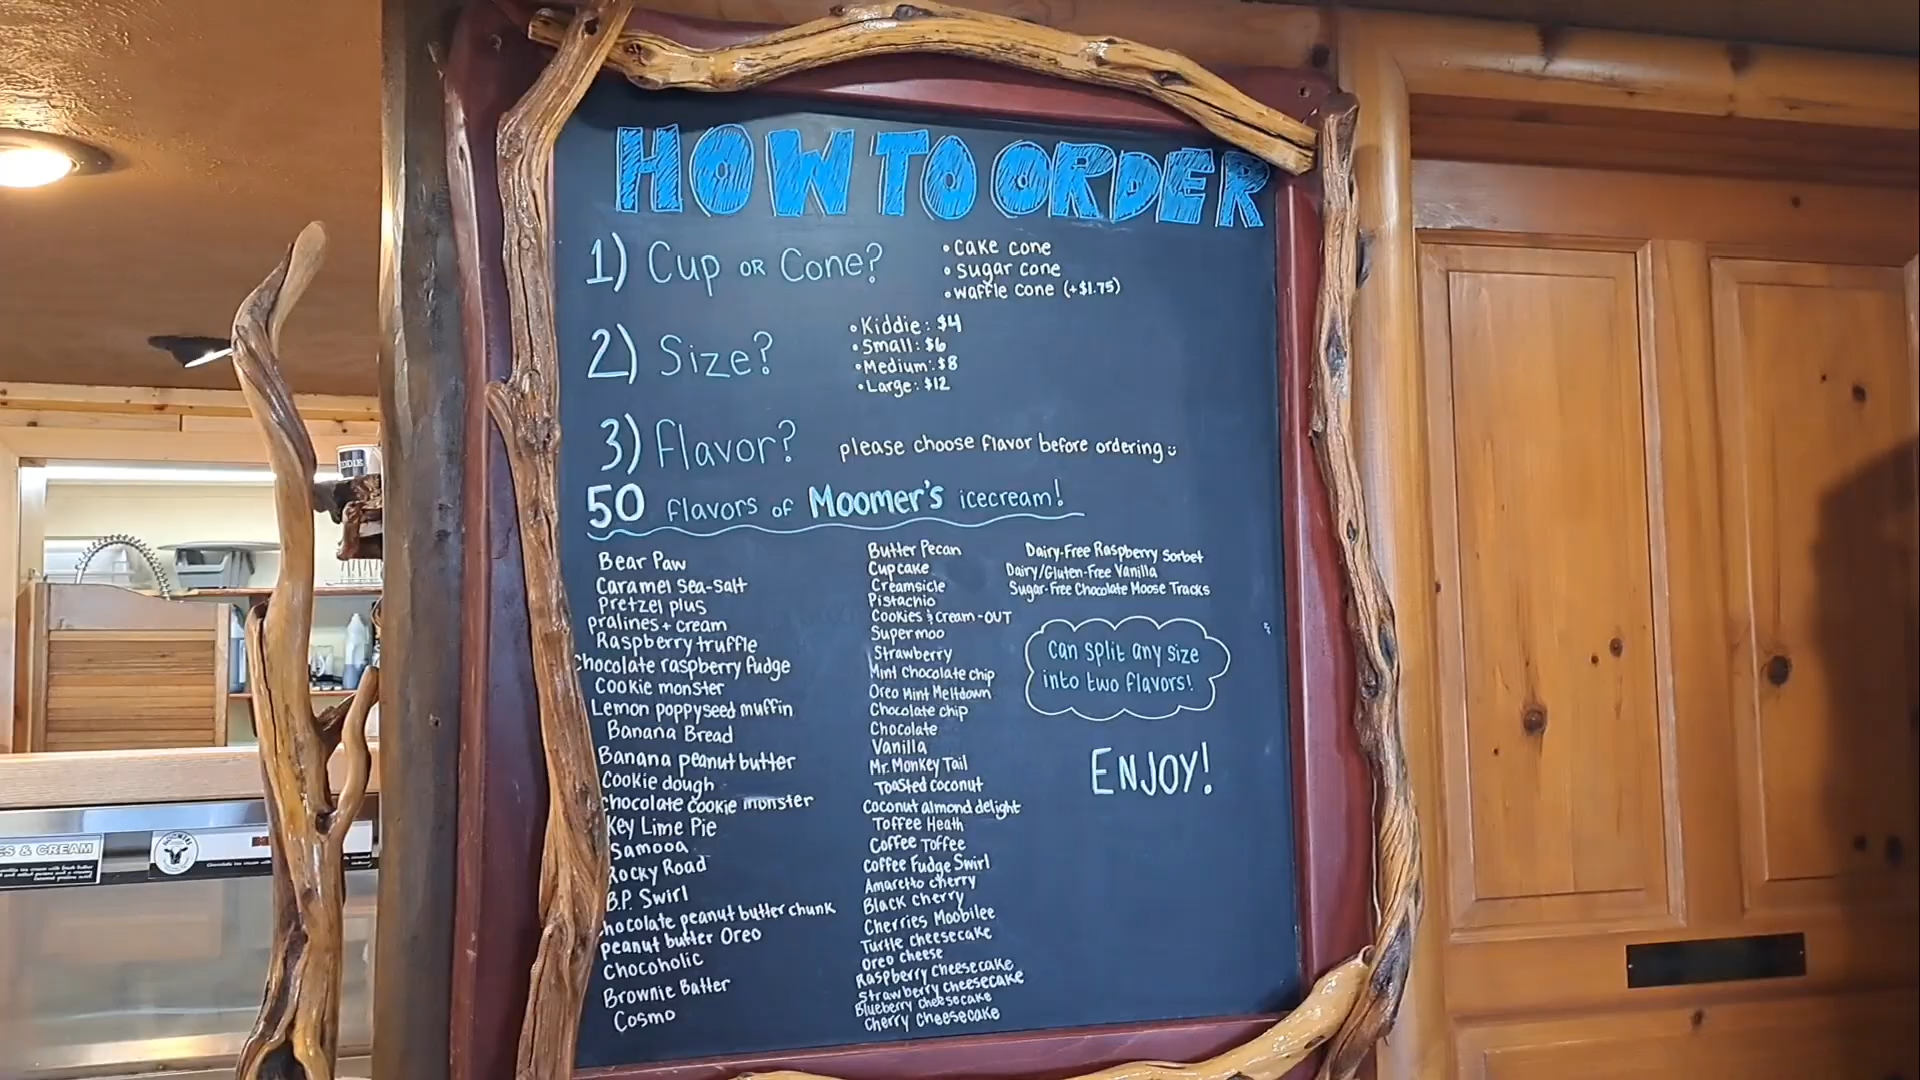 HOW TO ORDER
1) Cup OR Cone?
• Cake cone
• Sugar cone
• Waffle cone (+$1.75)
2) Size?
• Kiddie: $4
• Small: $6
• Medium: $8
• Large: $12
3) Flavor?
please choose flavor before ordering
50 flavors of Moomer's icecream!
Bear Paw
Caramel Sea-Salt
Pretzel plus
Pralines + cream
Raspberry truffle
Chocolate raspberry fudge
Cookie monster
Lemon poppyseed muffin
Banana Bread
Banana peanut butter
Cookie dough
Chocolate cookie monster
Key Lime Pie
Samooa
Rocky Road
B.P. Swirl
hocolate peanut butter chunk
Peanut butter Oreo
Chocoholic
Brownie Batter
Cosmo
Butter Pecan
Cupcake
Creamsicle
Pistachio
Cookies & cream - OUT
Supermoo
Strawberry
Mint Chocolate chip
Oreo Mint Meltdown
Chocolate chip
Chocolate
Vanilla
Mr. Monkey Tail
Toasted coconut
Coconut almond delight
Toffee Heath
Coffee Toffee
Coffee Fudge Swirl
Amaretto cherry
Black cherry
Cherries Moobilee
Turtle cheesecake
Oreo cheese
Raspberry cheesecake
Strawberry cheesecake
Blueberry cheesecake
Cherry cheesecake
Dairy-Free Raspberry Sorbet
Dairy/Gluten-Free Vanilla
Sugar-Free Chocolate Moose Tracks
Can split any size
into two flavors!
ENJOY!
& CREAM